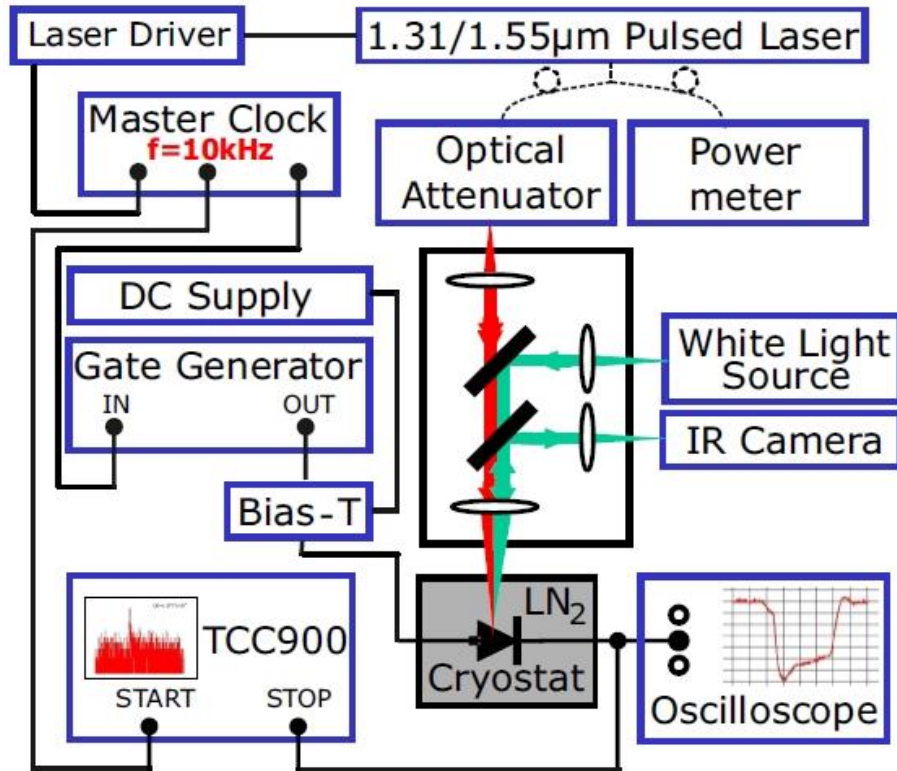 Laser Driver
1.31/1.55µm Pulsed Laser
Master Clock
f=10kHz
Optical
Attenuator
Power
meter
DC Supply
Gate Generator
IN
OUT
White Light
Source
IR Camera
Bias-T
LN2
Cryostat
TCC900
START
STOP
Oscilloscope